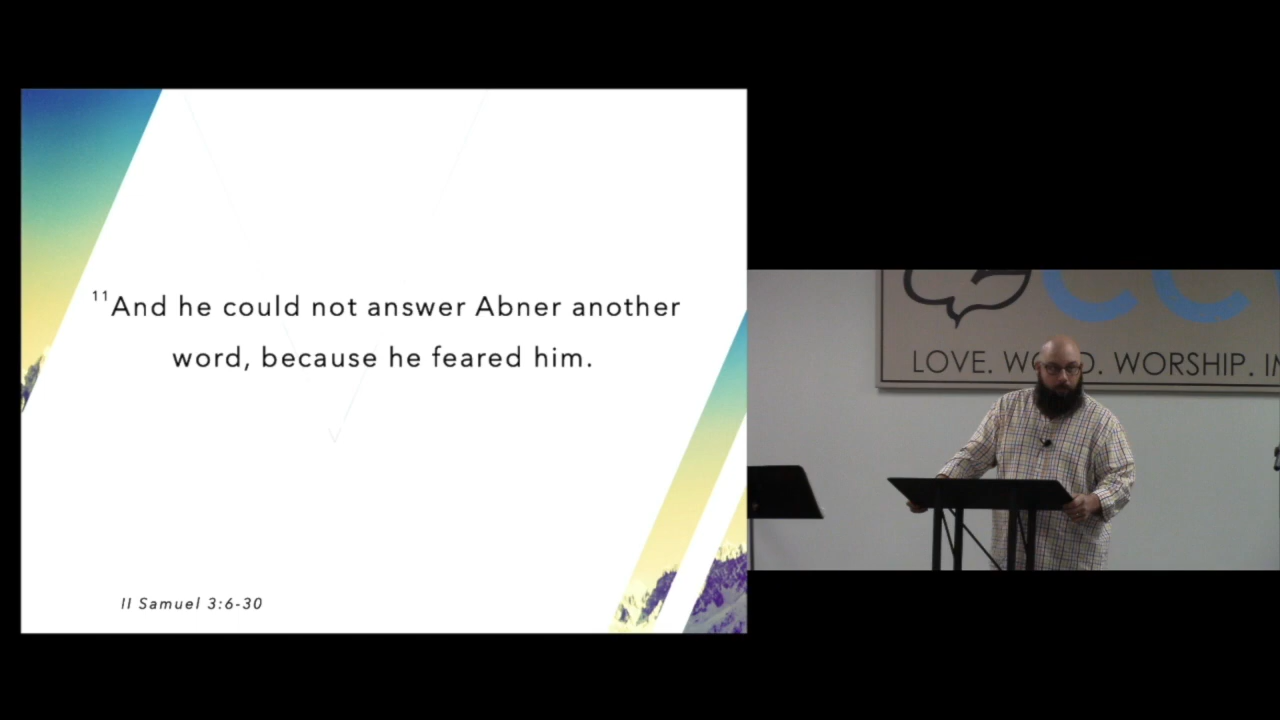 ¹¹And he could not answer Abner another
word, because he feared him.
II Samuel 3:6-30
LOVE. WORSHIP.